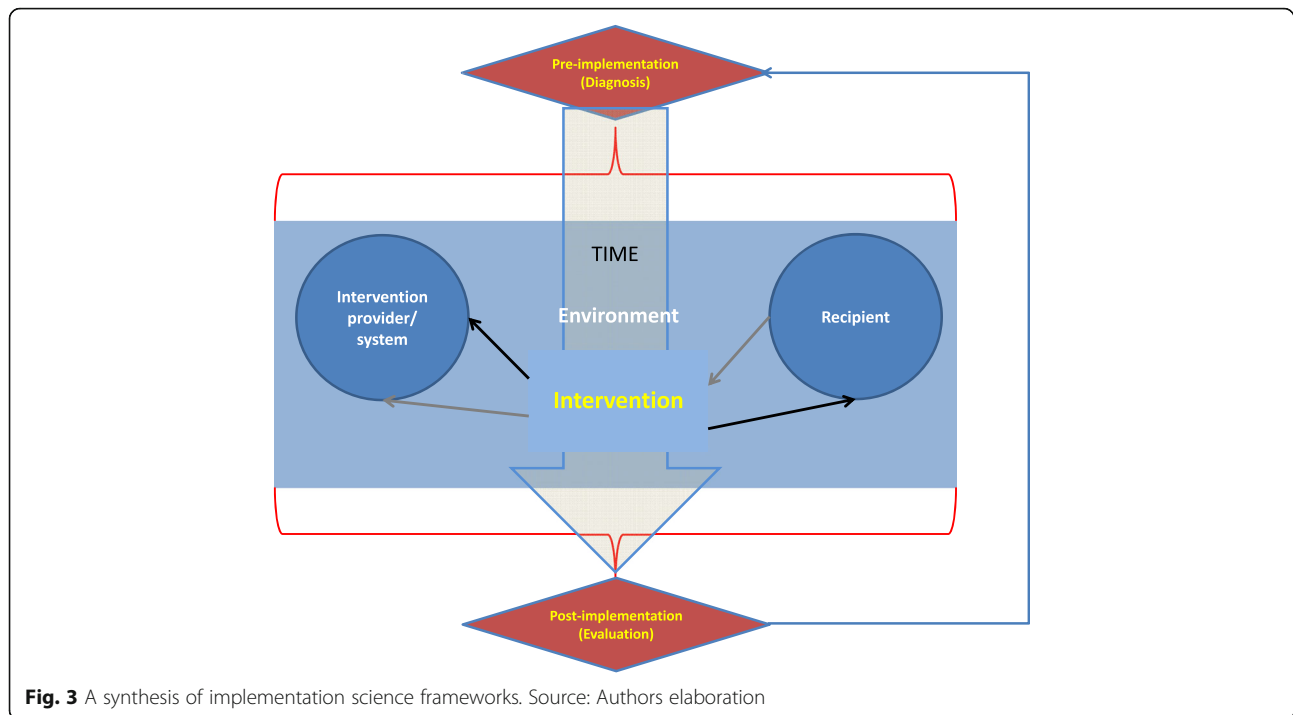 Pre-implementation
(Diagnosis)
TIME
Environment
Intervention
provider/
system
Recipient
Intervention
Post-implementation
(Evaluation)
Fig. 3 A synthesis of implementation science frameworks. Source: Authors elaboration